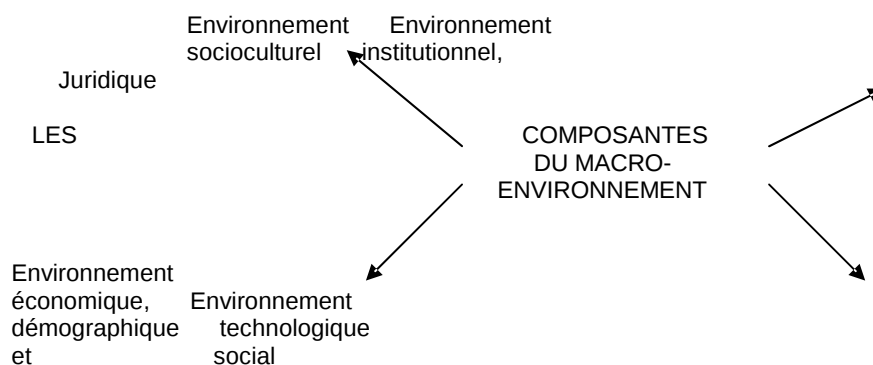 Environnement Environnement
socioculturel institutionnel,
Juridique
LES COMPOSANTES
DU MACRO-
ENVIRONNEMENT
Environnement
économique, Environnement
démographique technologique
et social